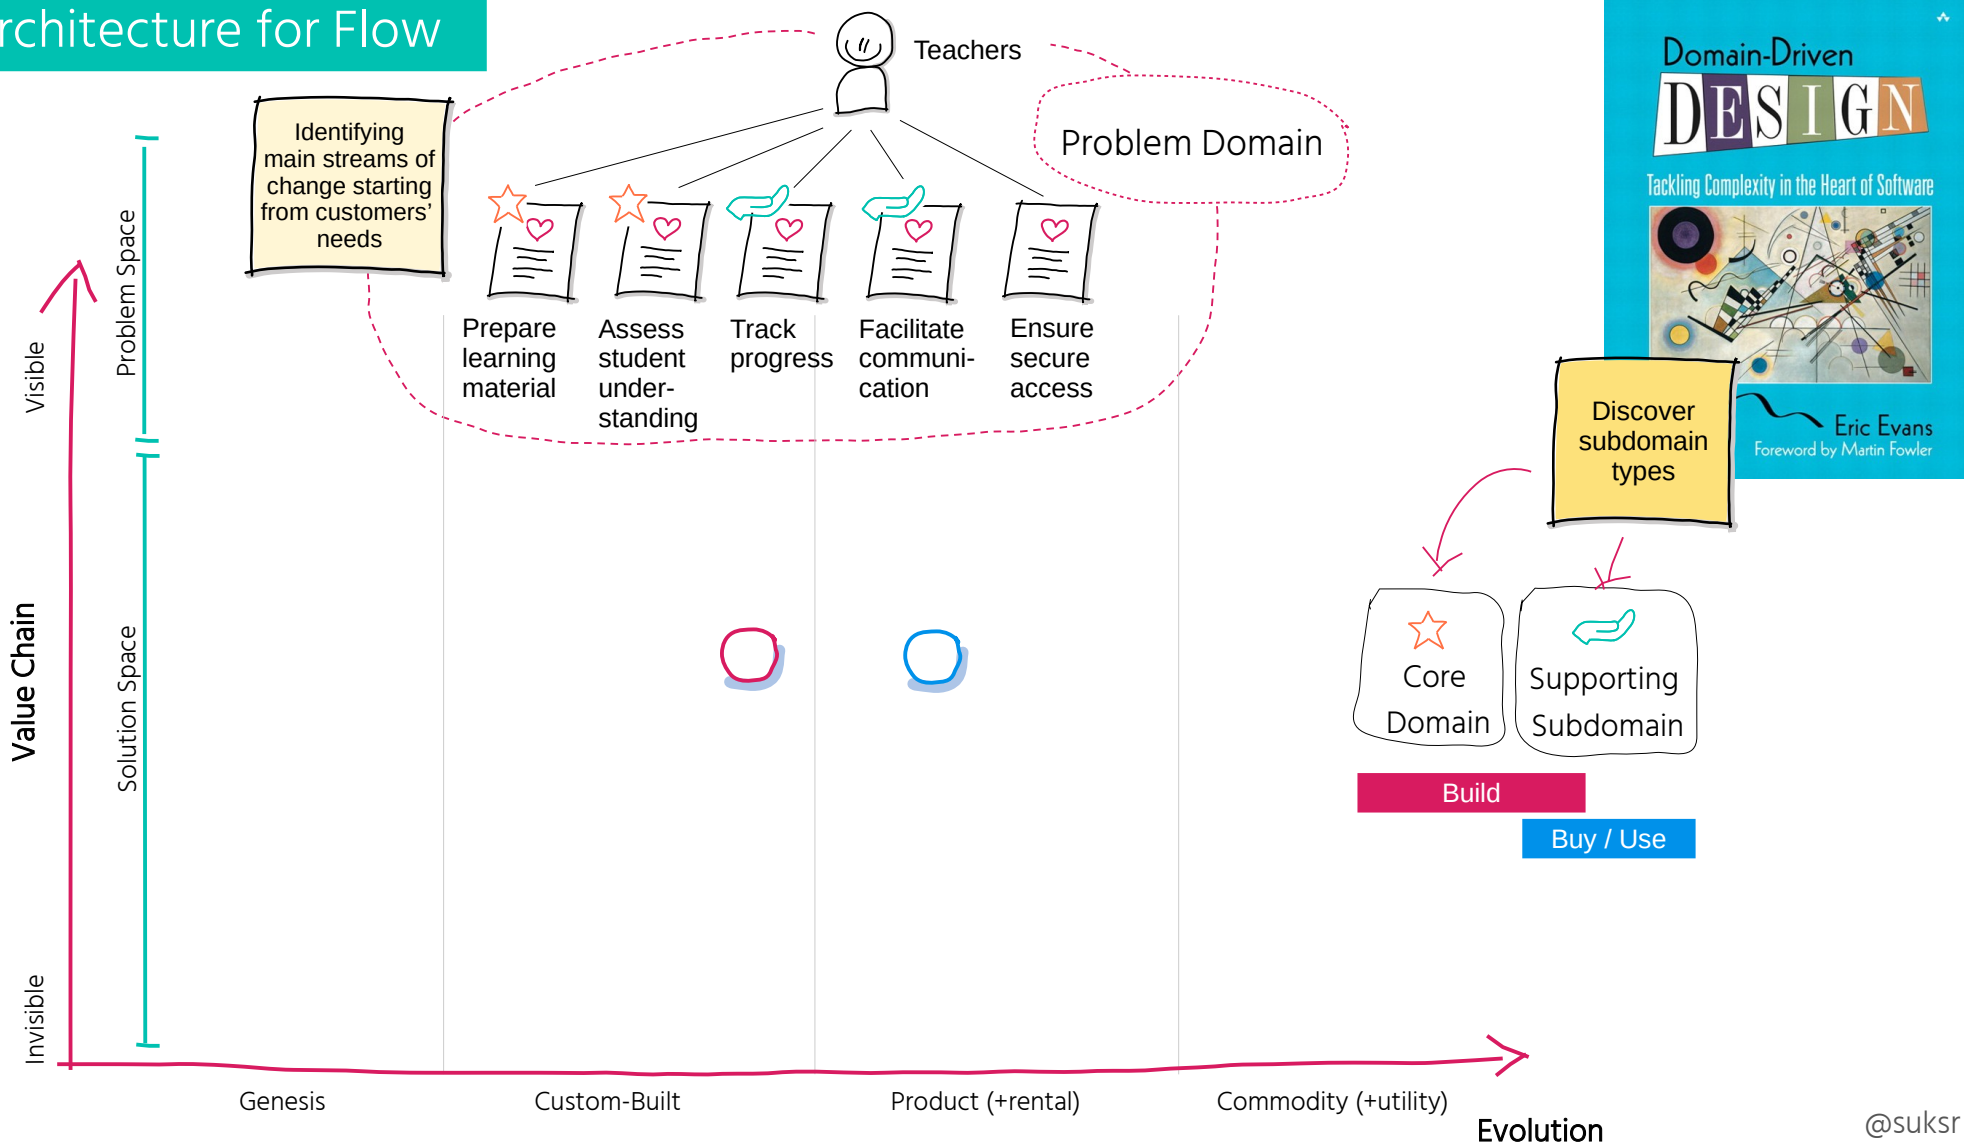 rchitecture for Flow
Teachers
Identifying
main streams of
change starting
from customers'
needs
Problem Domain
Prepare
learning
material
Assess
student
under-
standing
Track
progress
Facilitate
communi-
cation
Ensure
secure
access
Domain-Driven
DESIGN
Tackling Complexity in the Heart of Software
Eric Evans
Foreword by Martin Fowler
Discover
subdomain
types
Core
Domain
Supporting
Subdomain
Build
Buy / Use
Problem Space
Solution Space
Visible
Value Chain
Invisible
Genesis
Custom-Built
Product (+rental)
Commodity (+utility)
Evolution
@suksr